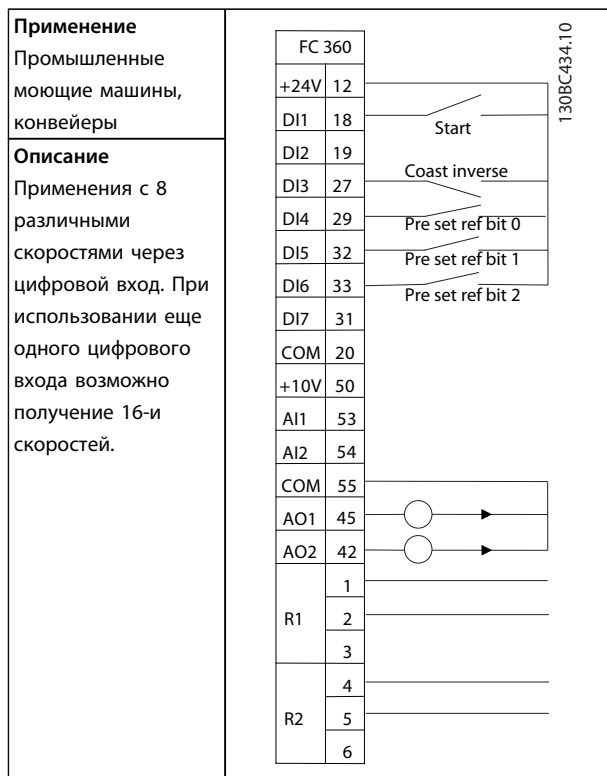 Применение
Промышленные
моющие машины,
конвейеры
Описание
Применения с 8
различными
скоростями через
цифровой вход. При
использовании еще
одного цифрового
входа возможно
получение 16-и
скоростей.
130BC434.10
FC 360
+24V 12
DI1 18
Start
DI2 19
DI3 27
Coast inverse
DI4 29
Pre set ref bit 0
DI5 32
Pre set ref bit 1
DI6 33
Pre set ref bit 2
DI7 31
COM 20
+10V 50
AI1 53
AI2 54
COM 55
AO1 45
AO2 42
R1
1
2
3
R2
4
5
6